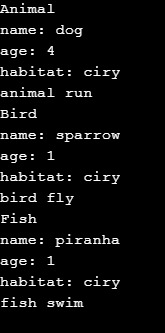 Animal
name: dog
age: 4
habitat: ciry
animal run
Bird
name: sparrow
age: 1
habitat: ciry
bird fly
Fish
name: piranha
age: 1
habitat: ciry
fish swim